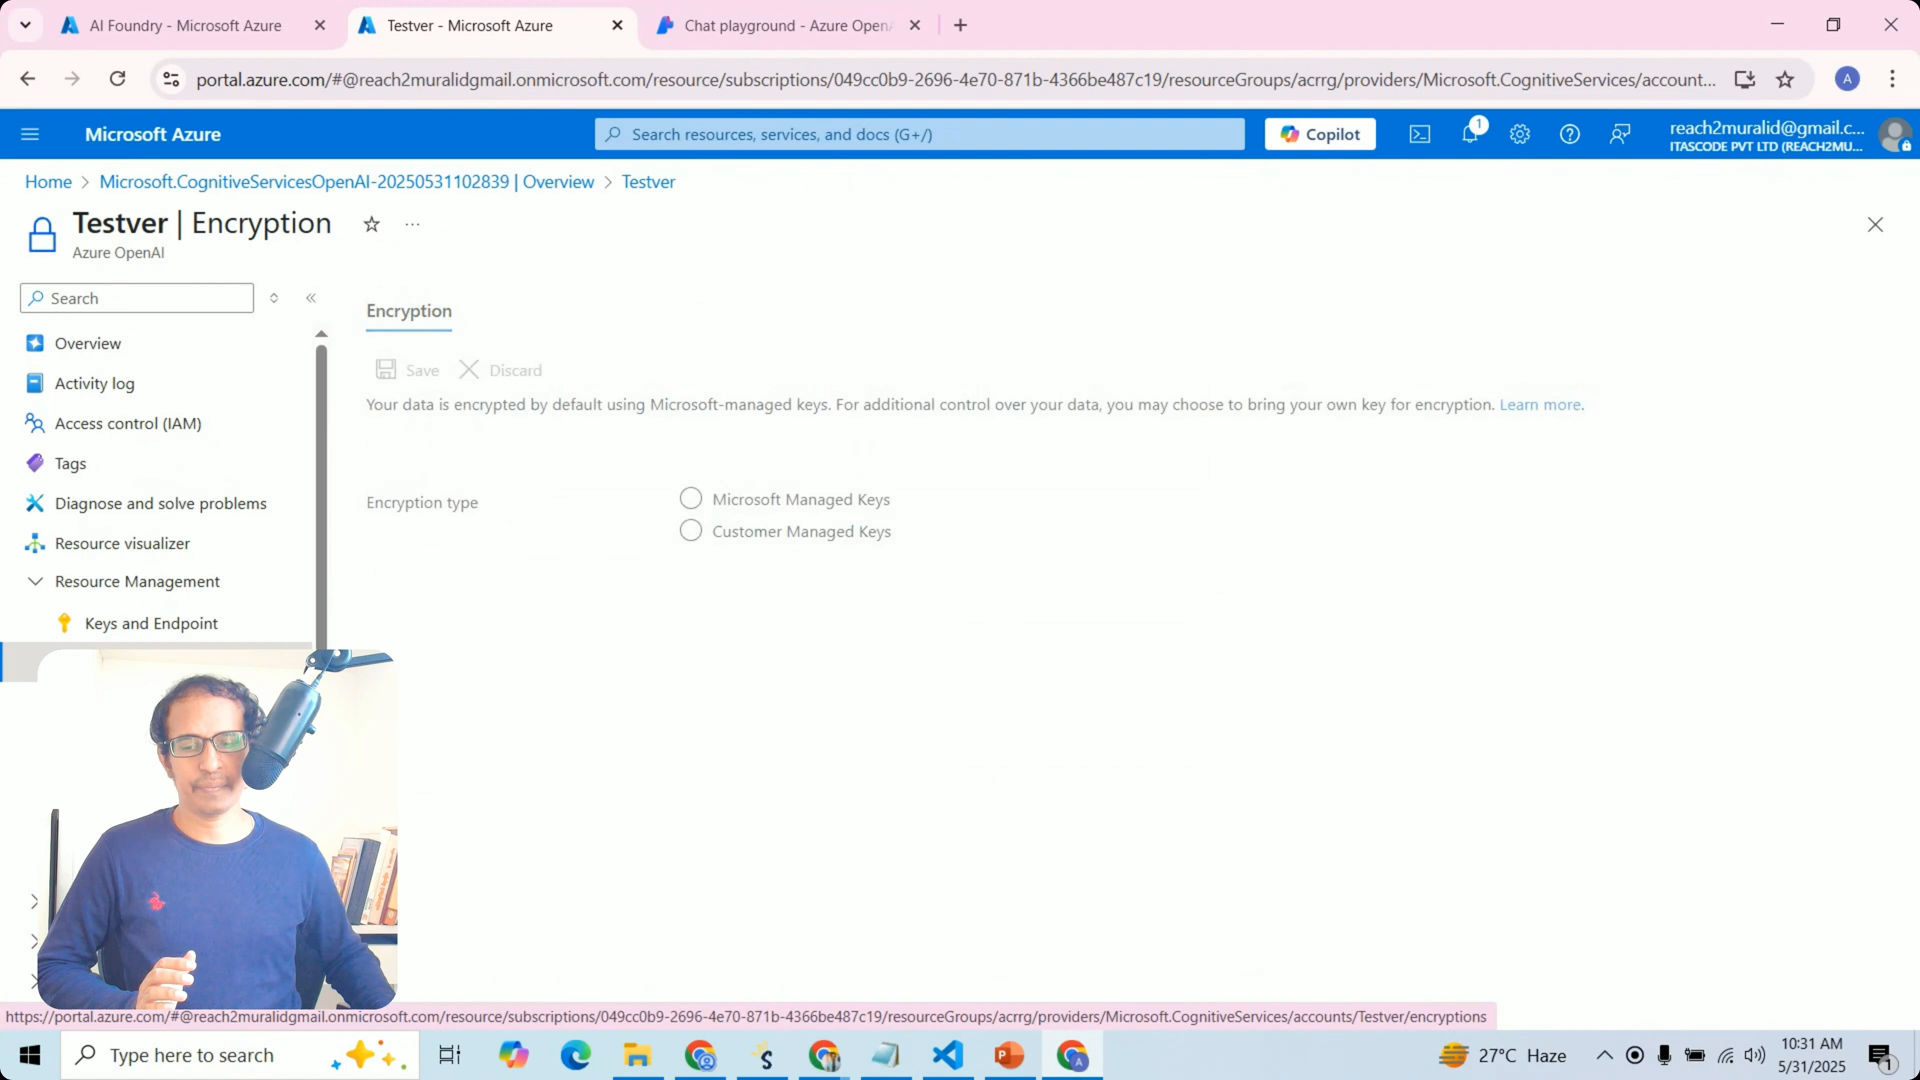 AI Foundry - Microsoft Azure
Testver - Microsoft Azure
Chat playground - Azure OpenA
portal.azure.com/#@reach2muralidgmail.onmicrosoft.com/resource/subscriptions/049cc0b9-2696-4e70-871b-4366be487c19/resourceGroups/acrrg/providers/Microsoft.CognitiveServices/account...
A
Microsoft Azure
Search resources, services, and docs (G+/)
Copilot
1
reach2muralid@gmail.c...
ITASCODE PVT LTD (REACH2MU...
Home > Microsoft.CognitiveServicesOpenAI-20250531102839 | Overview > Testver
Testver | Encryption
Azure OpenAI
Search
Overview
Activity log
Access control (IAM)
Tags
Diagnose and solve problems
Resource visualizer
Resource Management
Keys and Endpoint
Encryption
Save
Discard
Your data is encrypted by default using Microsoft-managed keys. For additional control over your data, you may choose to bring your own key for encryption. Learn more.
Encryption type
Microsoft Managed Keys
Customer Managed Keys
https://portal.azure.com/#@reach2muralidgmail.onmicrosoft.com/resource/subscriptions/049cc0b9-2696-4e70-871b-4366be487c19/resourceGroups/acrrg/providers/Microsoft.CognitiveServices/accounts/Testver/encryptions
Type here to search
27°C Haze
10:31 AM
5/31/2025
1